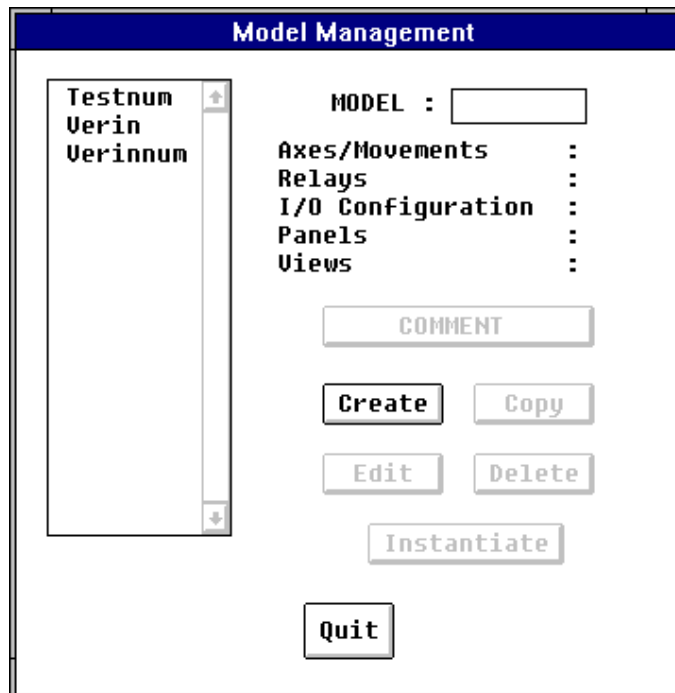 Model Management
Testnum
Verin
Verinnum
MODEL :
Axes/Movements :
Relays :
I/O Configuration :
Panels :
Views :
COMMENT
Create Copy
Edit Delete
Instantiate
Quit